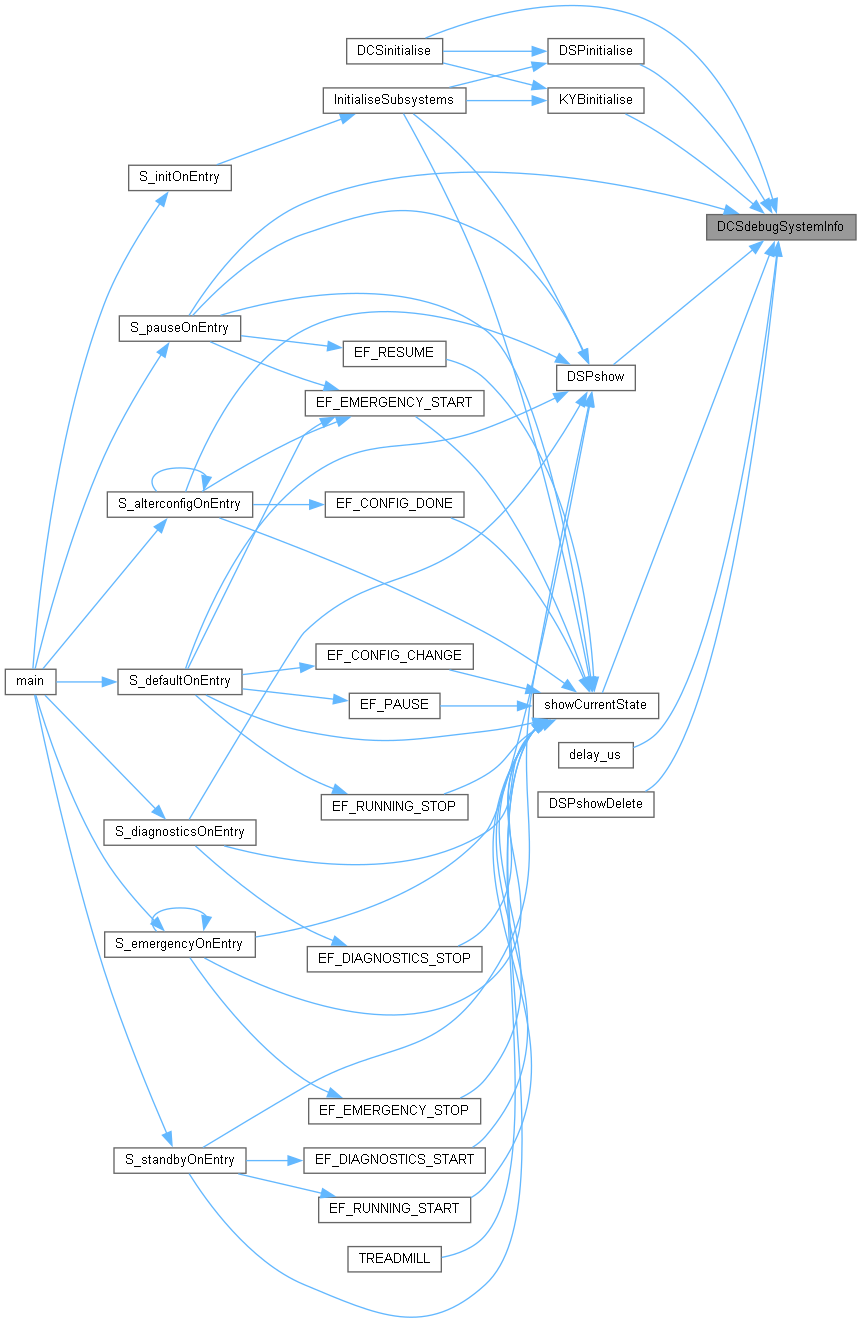 DCSinitialise
DSPinitialise
InitialiseSubsystems
KYBinitialise
S_initOnEntry
DCSdebugSystemInfo
S_pauseOnEntry
EF_RESUME
DSPshow
EF_EMERGENCY_START
S_alterconfigOnEntry
EF_CONFIG_DONE
EF_CONFIG_CHANGE
main
S_defaultOnEntry
EF_PAUSE
showCurrentState
delay_us
EF_RUNNING_STOP
DSPshowDelete
S_diagnosticsOnEntry
S_emergencyOnEntry
EF_DIAGNOSTICS_STOP
EF_EMERGENCY_STOP
S_standbyOnEntry
EF_DIAGNOSTICS_START
EF_RUNNING_START
TREADMILL